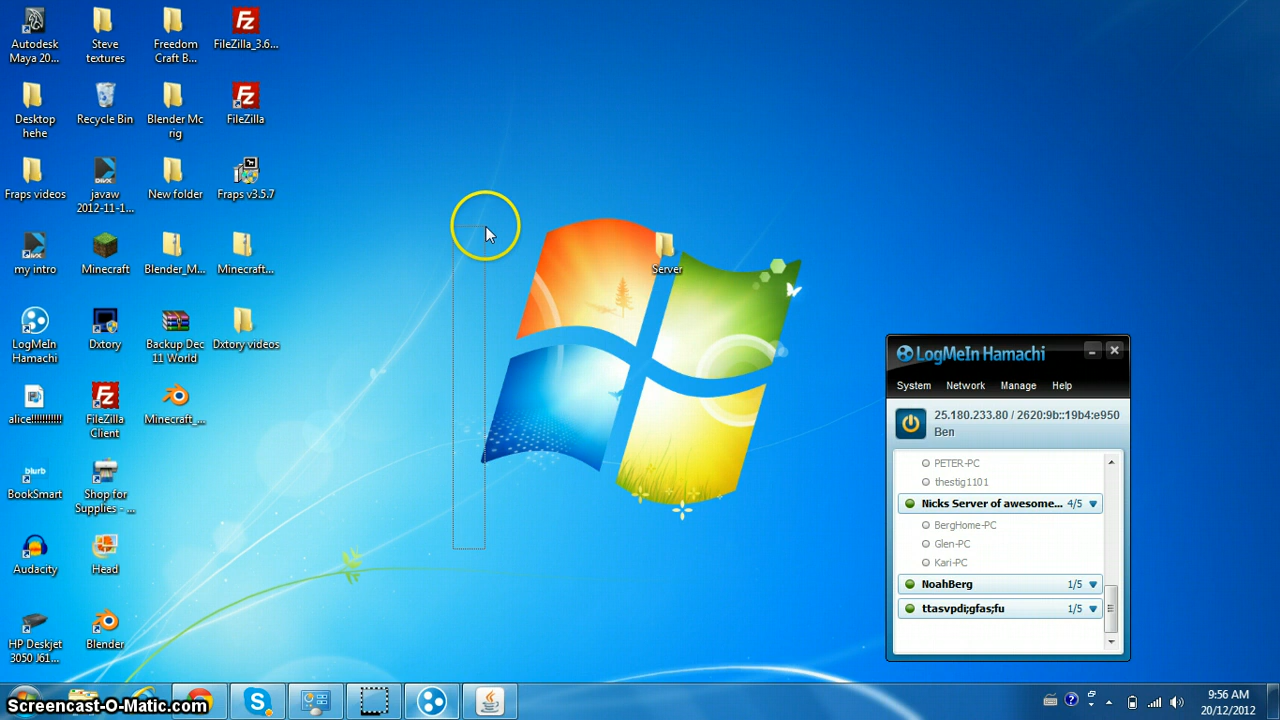 Autodesk
Maya 20...
Steve
textures
Freedom
Craft B...
FileZilla_3.6...
Desktop
hehe
Recycle Bin
Blender Mc
rig
FileZilla
Fraps videos
javaw
2012-11-1...
New folder
Fraps v3.5.7
my intro
Minecraft
Blender_M...
Minecraft...
Server
LogMeIn
Hamachi
Dxtory
Backup Dec
11 World
Dxtory videos
alice!!!!!!!!!!!
FileZilla
Client
Minecraft_...
blurb
BookSmart
Shop for
Supplies - ...
Audacity
Head
HP Deskjet
3050 J61...
Blender
LogMeIn Hamachi
System Network Manage Help
25.180.233.80 / 2620:9b::19b4:e950
Ben
PETER-PC
thestig1101
Nicks Server of awesome... 4/5
BergHome-PC
Glen-PC
Kari-PC
NoahBerg 1/5
ttasvpdi;gfas;fu 1/5
Screencast-O-Matic.com
9:56 AM
20/12/2012